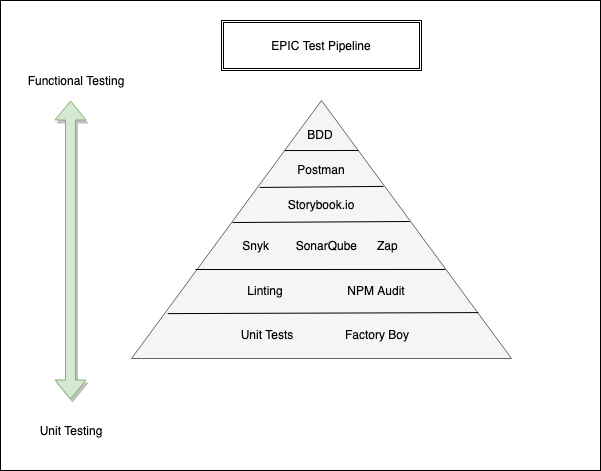 EPIC Test Pipeline
Functional Testing
BDD
Postman
Storybook.io
Snyk SonarQube Zap
Linting NPM Audit
Unit Tests Factory Boy
Unit Testing